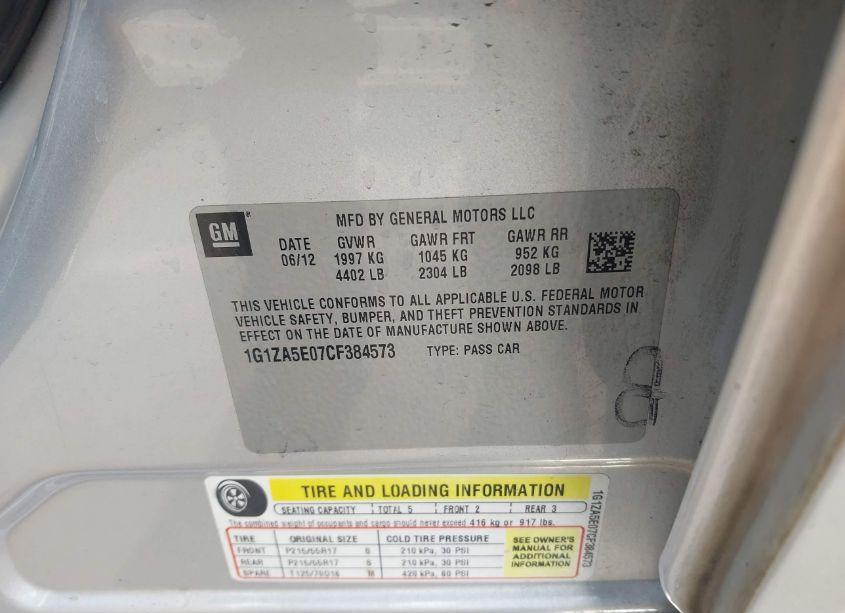 GM
MFD BY GENERAL MOTORS LLC
DATE GVWR GAWR FRT GAWR RR
06/12 1997 KG 1045 KG 952 KG
4402 LB 2304 LB 2098 LB
THIS VEHICLE CONFORMS TO ALL APPLICABLE U.S. FEDERAL MOTOR
VEHICLE SAFETY, BUMPER, AND THEFT PREVENTION STANDARDS IN
EFFECT ON THE DATE OF MANUFACTURE SHOWN ABOVE.
1G1ZA5E07CF384573 TYPE: PASS CAR
TIRE AND LOADING INFORMATION
SEATING CAPACITY TOTAL 5 FRONT 2 REAR 3
The combined weight of occupants and cargo should never exceed 416 kg or 917 lbs.
TIRE ORIGINAL SIZE COLD TIRE PRESSURE
FRONT P215/55R17 S 210 kPa, 30 PSI
REAR P215/55R17 S 210 kPa, 30 PSI
SPARE T125/70D16 M 420 kPa, 60 PSI
SEE OWNER'S
MANUAL FOR
ADDITIONAL
INFORMATION
1G1ZA5E07CF384573